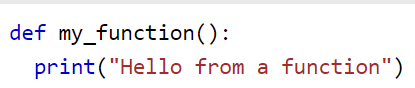 def my_function():
  print("Hello from a function")